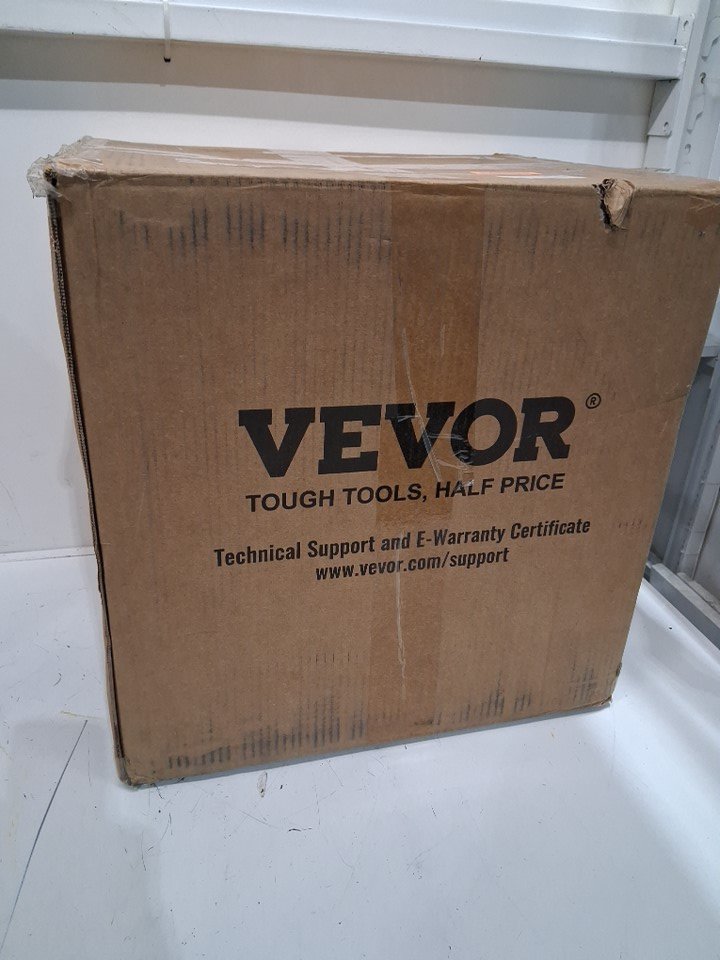 VEVOR®
TOUGH TOOLS, HALF PRICE
Technical Support and E-Warranty Certificate
www.vevor.com/support